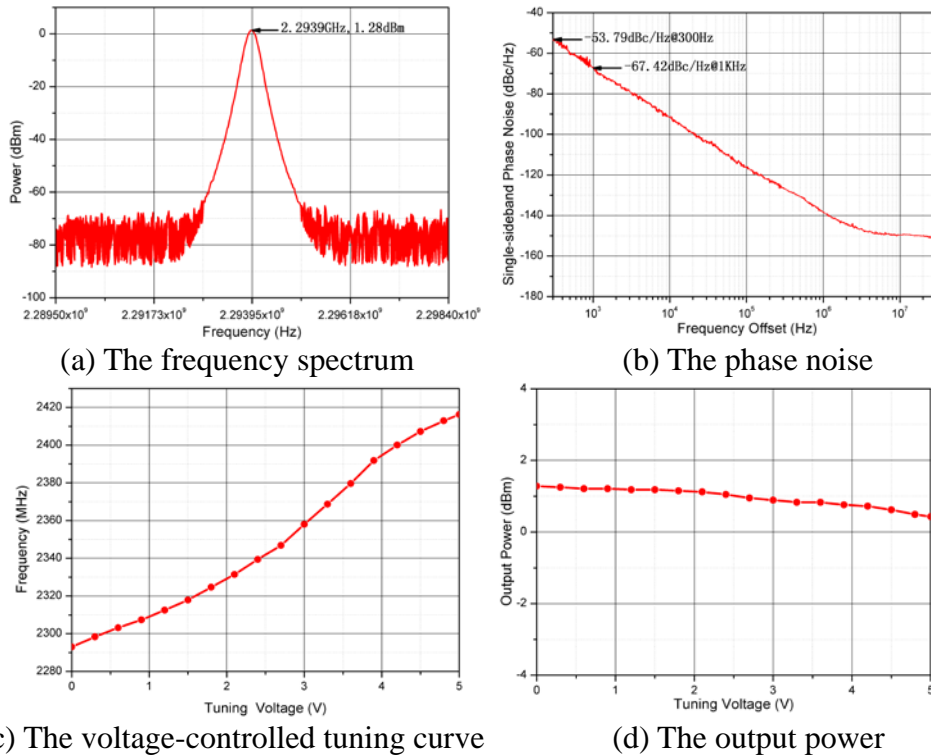 2.2939GHz, 1.28dBm
0
-20
-40
-60
-80
-100
Power (dBm)
2.28950x10⁹
2.29173x10⁹
2.29395x10⁹
2.29618x10⁹
2.29840x10⁹
Frequency (Hz)
(a) The frequency spectrum
-53.79dBc/Hz@300Hz
-67.42dBc/Hz@1KHz
-40
-60
-80
-100
-120
-140
-160
-180
Single-sideband Phase Noise (dBc/Hz)
10³
10⁴
10⁵
10⁶
10⁷
Frequency Offset (Hz)
(b) The phase noise
2420
2400
2380
2360
2340
2320
2300
2280
Frequency (MHz)
0
1
2
3
4
5
Tuning Voltage (V)
c) The voltage-controlled tuning curve
4
2
0
-2
-4
Output Power (dBm)
0
1
2
3
4
5
Tuning Voltage (V)
(d) The output power